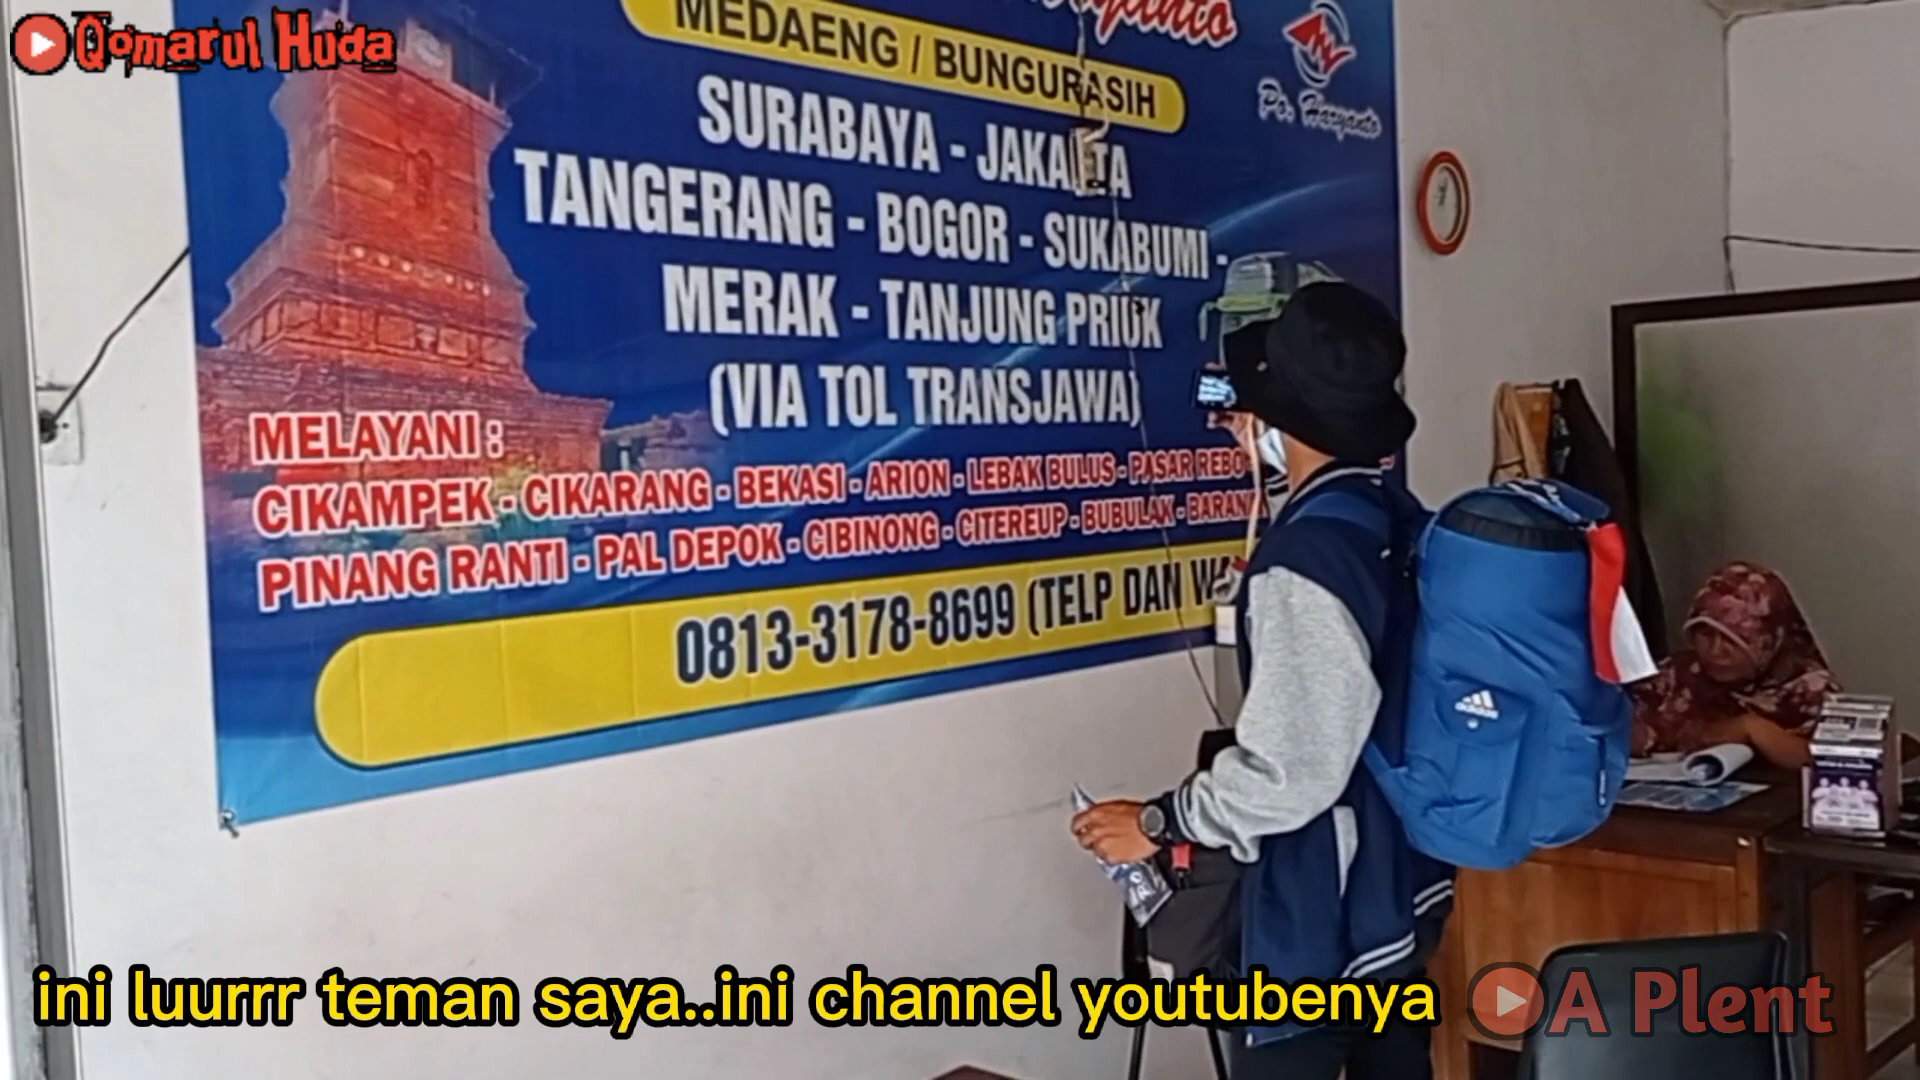 Qomarul Huda
MEDAENG / BUNGURASIH
Po. Haryanto
SURABAYA - JAKARTA
TANGERANG - BOGOR - SUKABUMI -
MERAK - TANJUNG PRIUK
(VIA TOL TRANSJAWA)
MELAYANI :
CIKAMPEK - CIKARANG - BEKASI - ARION - LEBAK BULUS - PASAR REBO
PINANG RANTI - PAL DEPOK - CIBINONG - CITEREUP - BUBULAK -
0813-3178-8699 (TELP DAN
adidas
ini luurrr teman saya..ini channel youtubenya
A Plent